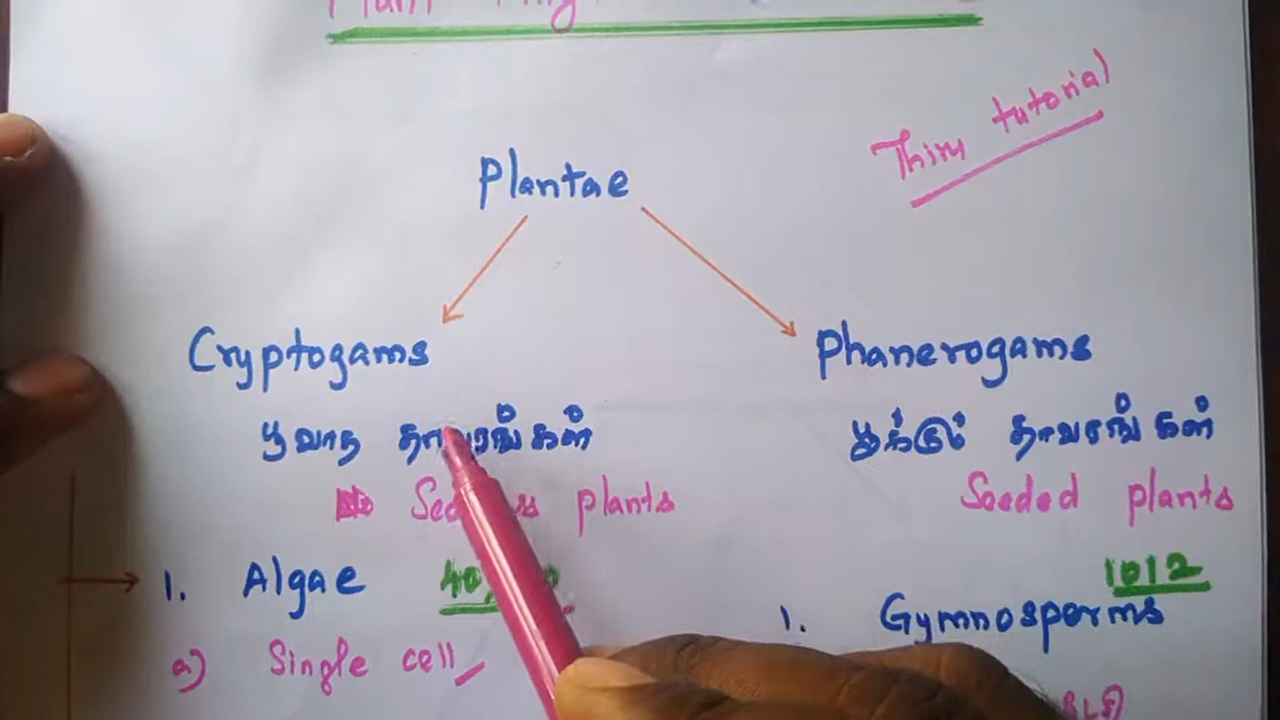 Thiru tutorial
Plantae
Cryptogams
Phanerogams
பூவாத தாவரங்கள்
பூக்கும் தாவரங்கள்
plants
Seeded plants
1. Algae
1012
1. Gymnosperms
a) Single cell